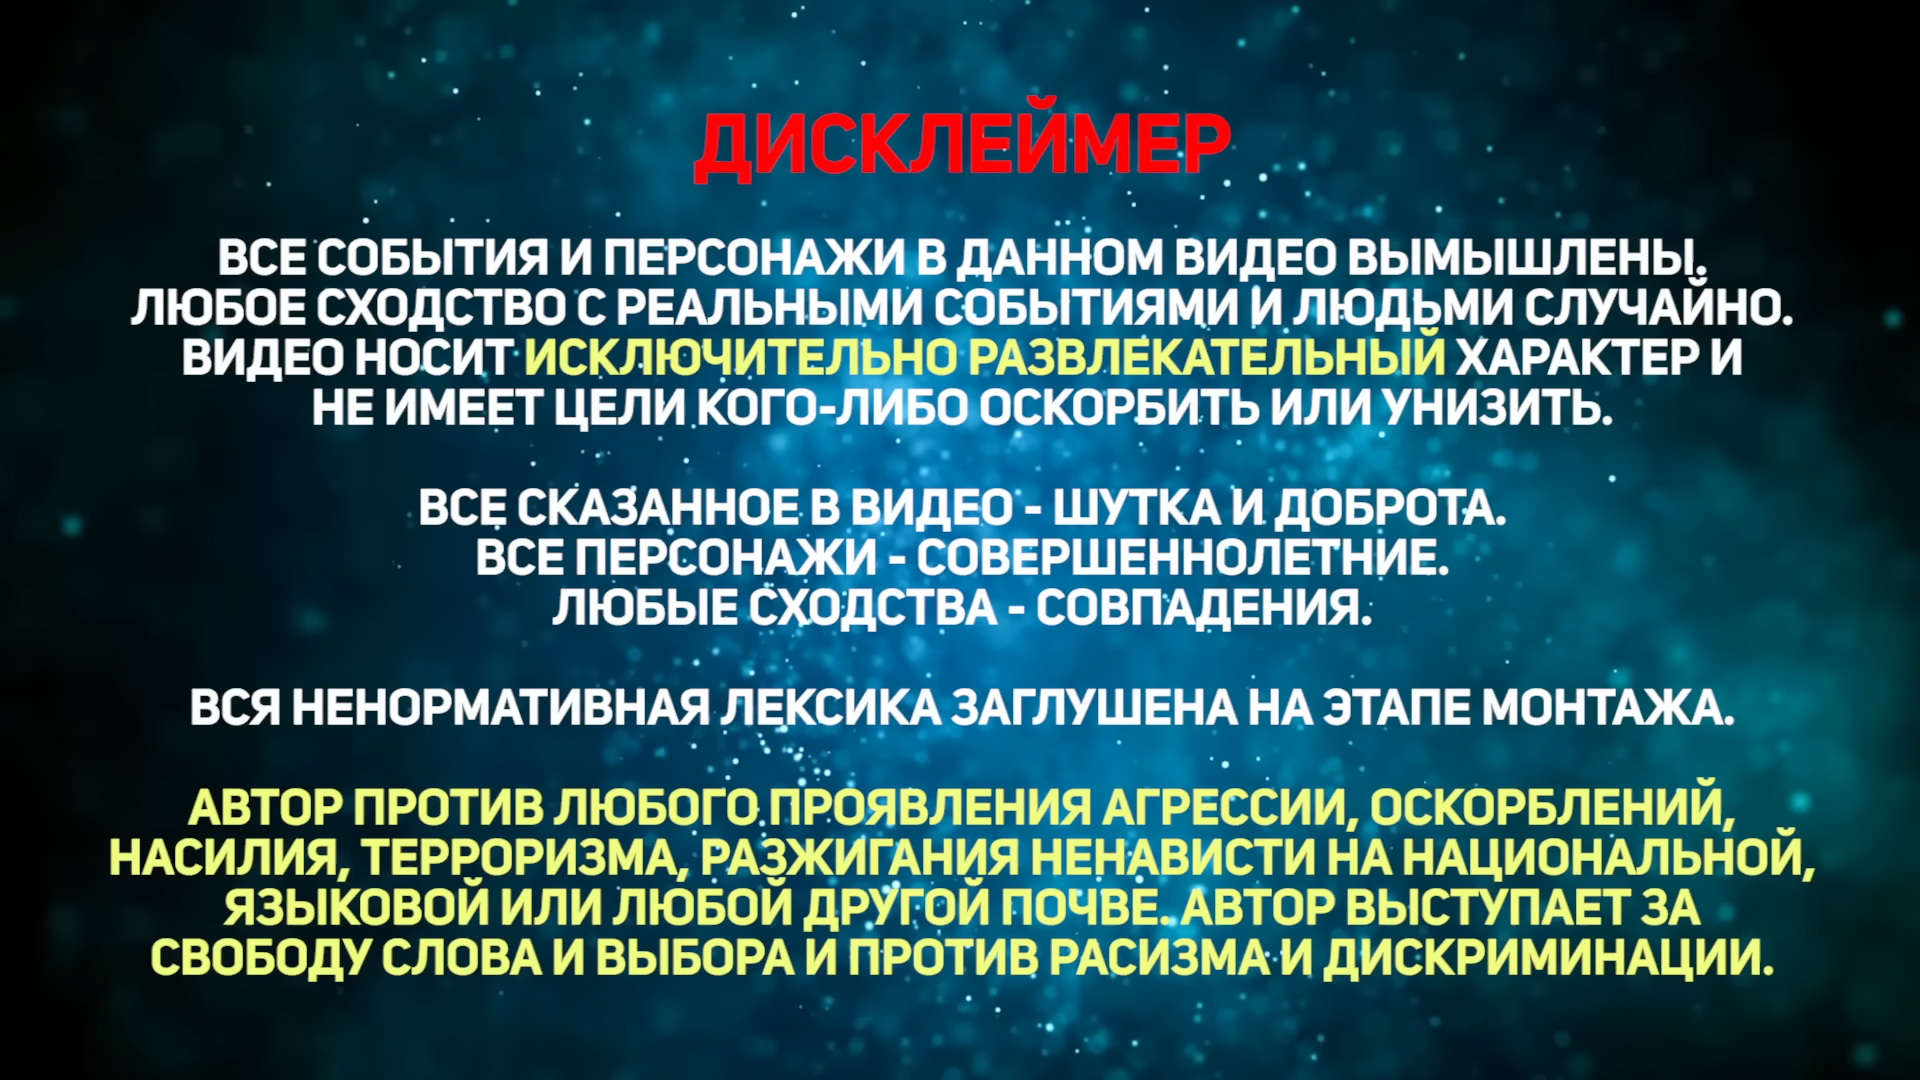 ДИСКЛЕЙМЕР
ВСЕ СОБЫТИЯ И ПЕРСОНАЖИ В ДАННОМ ВИДЕО ВЫМЫШЛЕНЫ.
ЛЮБОЕ СХОДСТВО С РЕАЛЬНЫМИ СОБЫТИЯМИ И ЛЮДЬМИ СЛУЧАЙНО.
ВИДЕО НОСИТ ИСКЛЮЧИТЕЛЬНО РАЗВЛЕКАТЕЛЬНЫЙ ХАРАКТЕР И
НЕ ИМЕЕТ ЦЕЛИ КОГО-ЛИБО ОСКОРБИТЬ ИЛИ УНИЗИТЬ.
ВСЕ СКАЗАННОЕ В ВИДЕО - ШУТКА И ДОБРОТА.
ВСЕ ПЕРСОНАЖИ - СОВЕРШЕННОЛЕТНИЕ.
ЛЮБЫЕ СХОДСТВА - СОВПАДЕНИЯ.
ВСЯ НЕНОРМАТИВНАЯ ЛЕКСИКА ЗАГЛУШЕНА НА ЭТАПЕ МОНТАЖА.
АВТОР ПРОТИВ ЛЮБОГО ПРОЯВЛЕНИЯ АГРЕССИИ, ОСКОРБЛЕНИЙ,
НАСИЛИЯ, ТЕРРОРИЗМА, РАЗЖИГАНИЯ НЕНАВИСТИ НА НАЦИОНАЛЬНОЙ,
ЯЗЫКОВОЙ ИЛИ ЛЮБОЙ ДРУГОЙ ПОЧВЕ. АВТОР ВЫСТУПАЕТ ЗА
СВОБОДУ СЛОВА И ВЫБОРА И ПРОТИВ РАСИЗМА И ДИСКРИМИНАЦИИ.